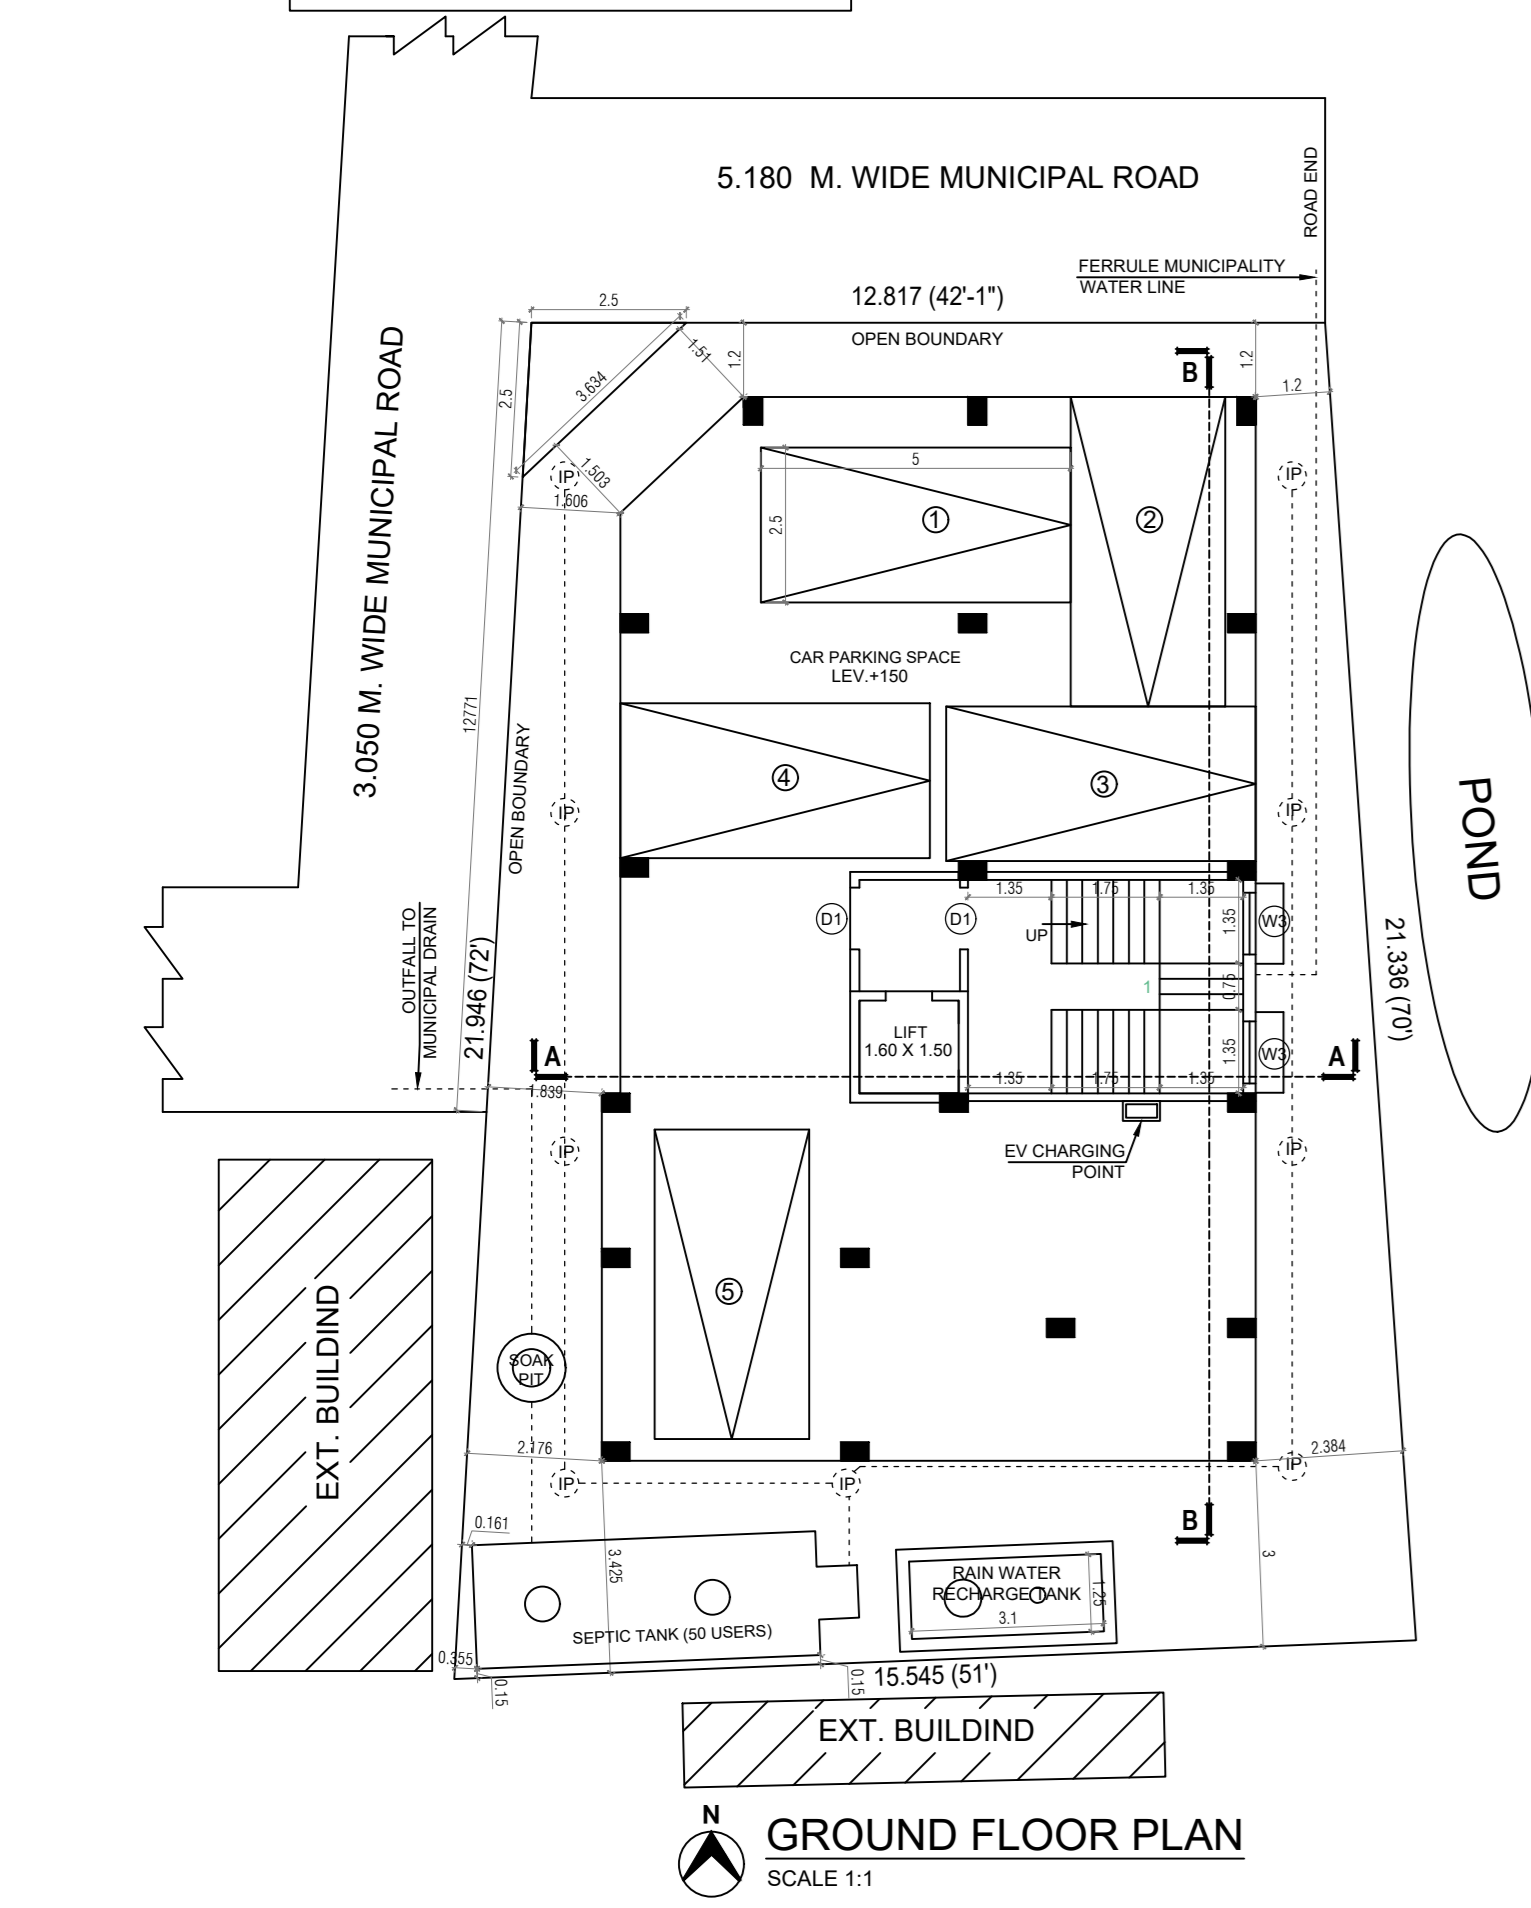 5.180 M. WIDE MUNICIPAL ROAD
ROAD END
FERRULE MUNICIPALITY
WATER LINE
12.817 (42'-1")
OPEN BOUNDARY
2.5
2.5
3.634
1.51
1.2
1.2
1.2
B
3.050 M. WIDE MUNICIPAL ROAD
IP
1.503
1.606
5
2.5
1
2
IP
CAR PARKING SPACE
LEV.+150
12771
OPEN BOUNDARY
IP
4
3
IP
POND
OUTFALL TO
MUNICIPAL DRAIN
21.946 (72')
D1
D1
1.35
1.75
1.35
UP
1.35
W3
1
0.75
21.336 (70')
LIFT
1.60 X 1.50
1.35
W3
A
A
1.35
1.75
1.35
1.839
IP
EV CHARGING
POINT
IP
EXT. BUILDIND
5
SOAK
PIT
2.176
2.384
IP
IP
IP
B
0.161
3.425
3
RAIN WATER
RECHARGE TANK
1.25
3.1
SEPTIC TANK (50 USERS)
0.355
0.15
0.15
15.545 (51')
EXT. BUILDIND
N
GROUND FLOOR PLAN
SCALE 1:1